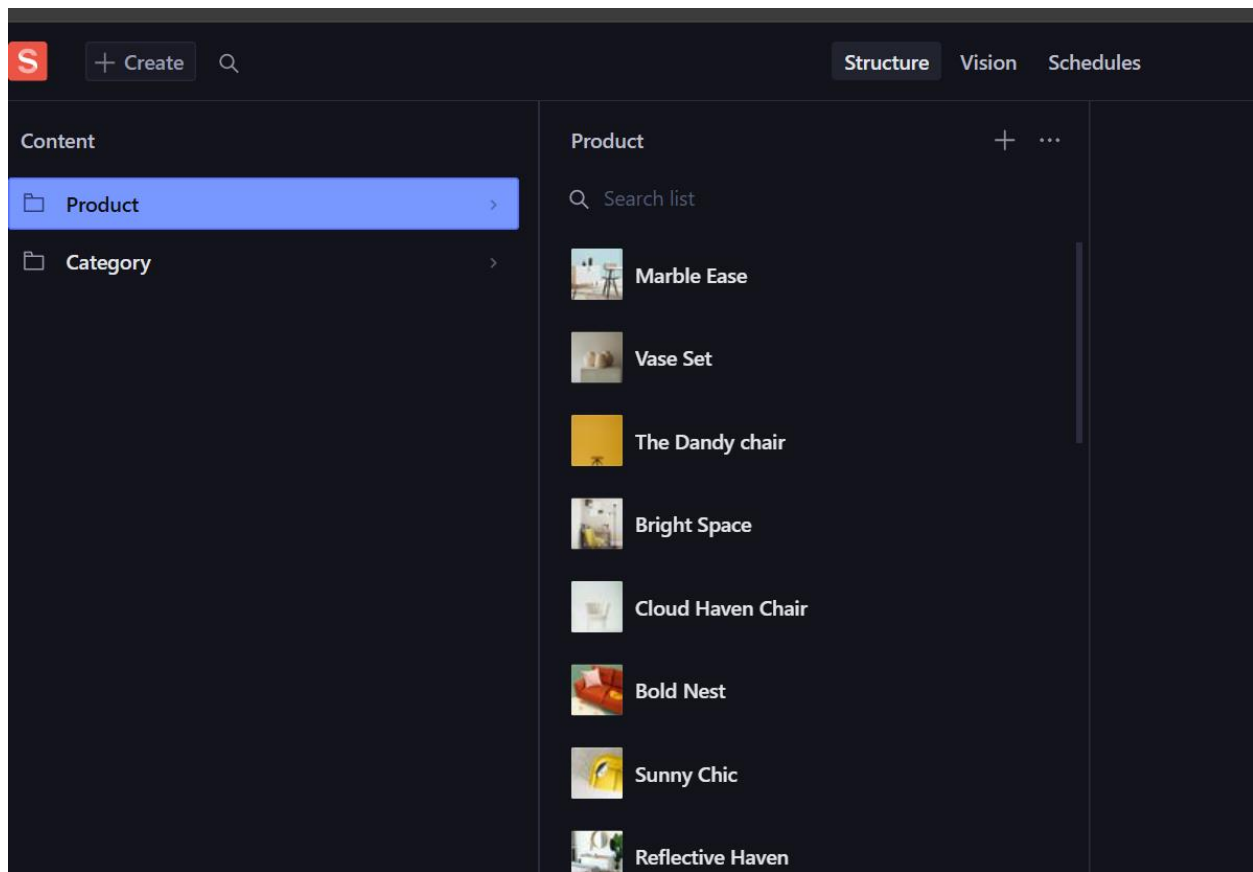 S
Create
Structure
Vision
Schedules
Content
Product
Category
Product
Search list
Marble Ease
Vase Set
The Dandy chair
Bright Space
Cloud Haven Chair
Bold Nest
Sunny Chic
Reflective Haven